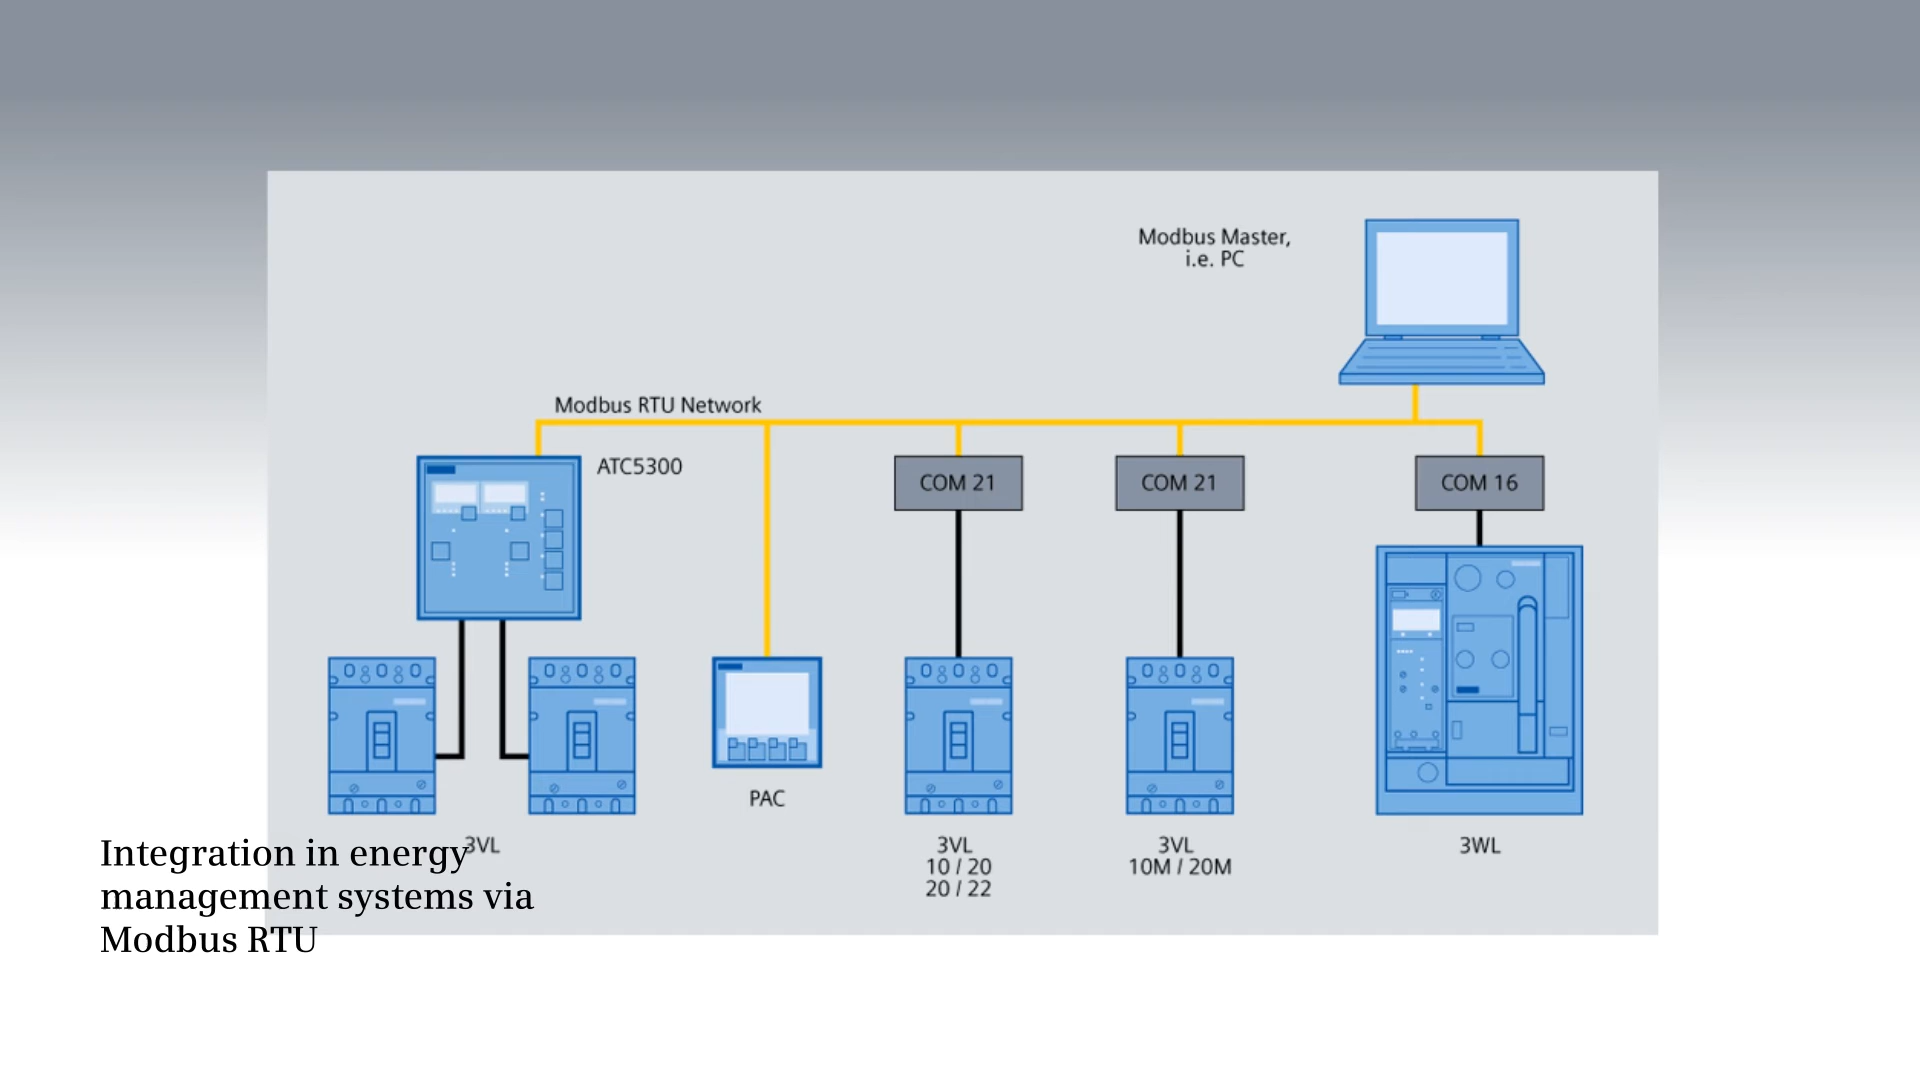 Modbus Master,
i.e. PC
Modbus RTU Network
ATC5300
COM 21
COM 21
COM 16
PAC
3VL
3VL
10 / 20
20 / 22
3VL
10M / 20M
3WL
Integration in energy
management systems via
Modbus RTU